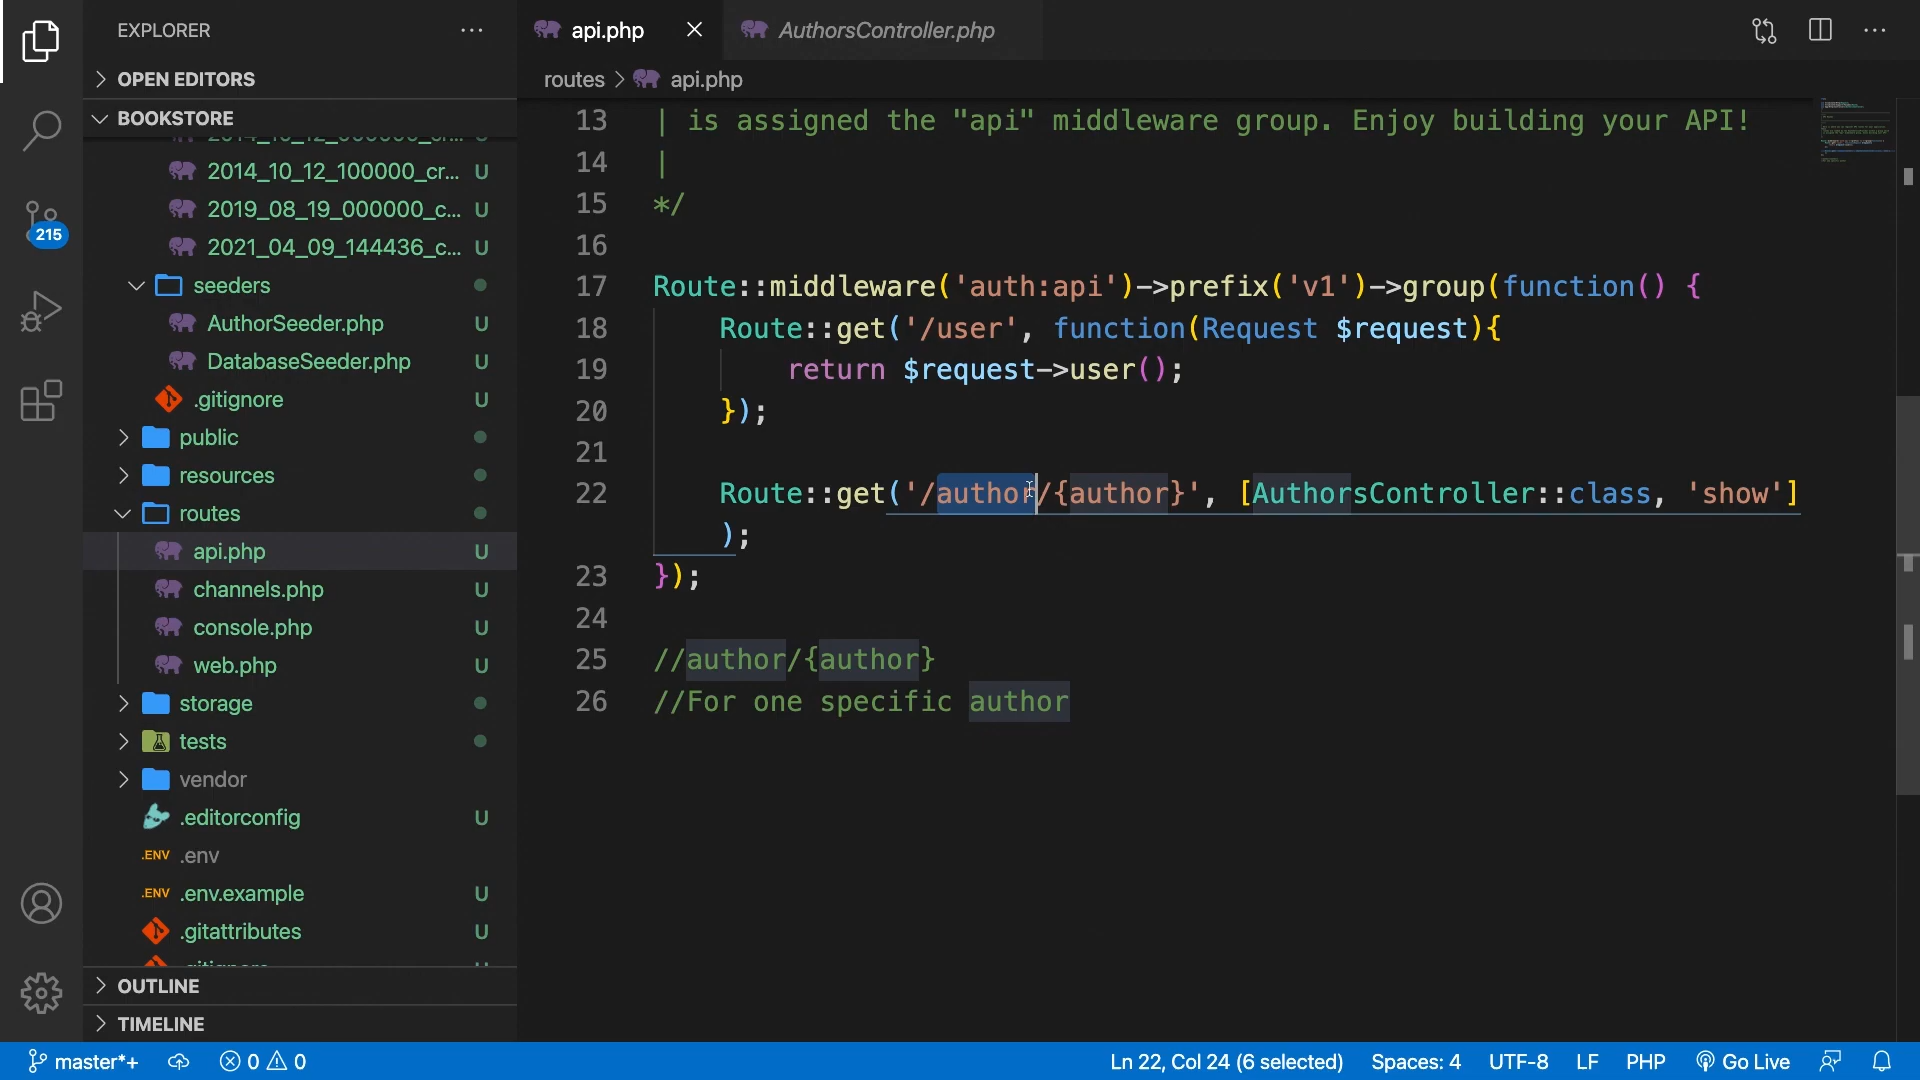 EXPLORER
api.php
AuthorsController.php
OPEN EDITORS
routes > api.php
BOOKSTORE
2014_10_12_100000_cr... U
2019_08_19_000000_c... U
2021_04_09_144436_c... U
seeders
AuthorSeeder.php U
DatabaseSeeder.php U
.gitignore U
public
resources
routes
api.php U
channels.php U
console.php U
web.php U
storage
tests
vendor
.editorconfig U
.ENV .env
.ENV .env.example U
.gitattributes U
OUTLINE
TIMELINE
215
13 | is assigned the "api" middleware group. Enjoy building your API!
14 |
15 */
16
17 Route::middleware('auth:api')->prefix('v1')->group(function() {
18 Route::get('/user', function(Request $request){
19 return $request->user();
20 });
21
22 Route::get('/author/{author}', [AuthorsController::class, 'show']
);
23 });
24
25 //author/{author}
26 //For one specific author
master*+ 0 0 Ln 22, Col 24 (6 selected) Spaces: 4 UTF-8 LF PHP Go Live